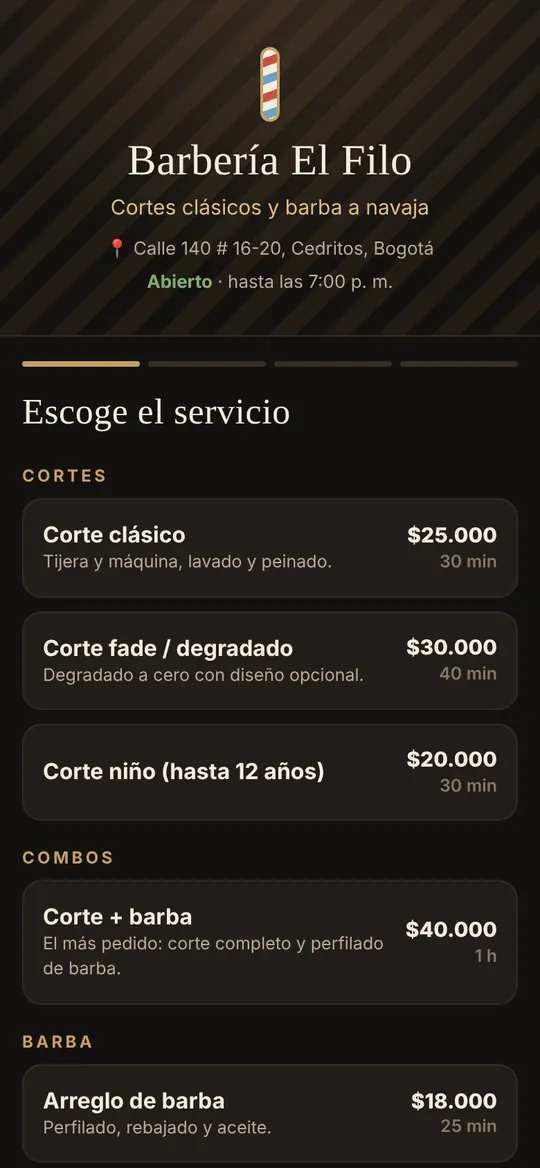 Barbería El Filo
Cortes clásicos y barba a navaja
📍 Calle 140 # 16-20, Cedritos, Bogotá
Abierto · hasta las 7:00 p. m.
Escoge el servicio
CORTES
Corte clásico
$25.000
Tijera y máquina, lavado y peinado.
30 min
Corte fade / degradado
$30.000
Degradado a cero con diseño opcional.
40 min
Corte niño (hasta 12 años)
$20.000
30 min
COMBOS
Corte + barba
$40.000
El más pedido: corte completo y perfilado
de barba.
1 h
BARBA
Arreglo de barba
$18.000
Perfilado, rebajado y aceite.
25 min